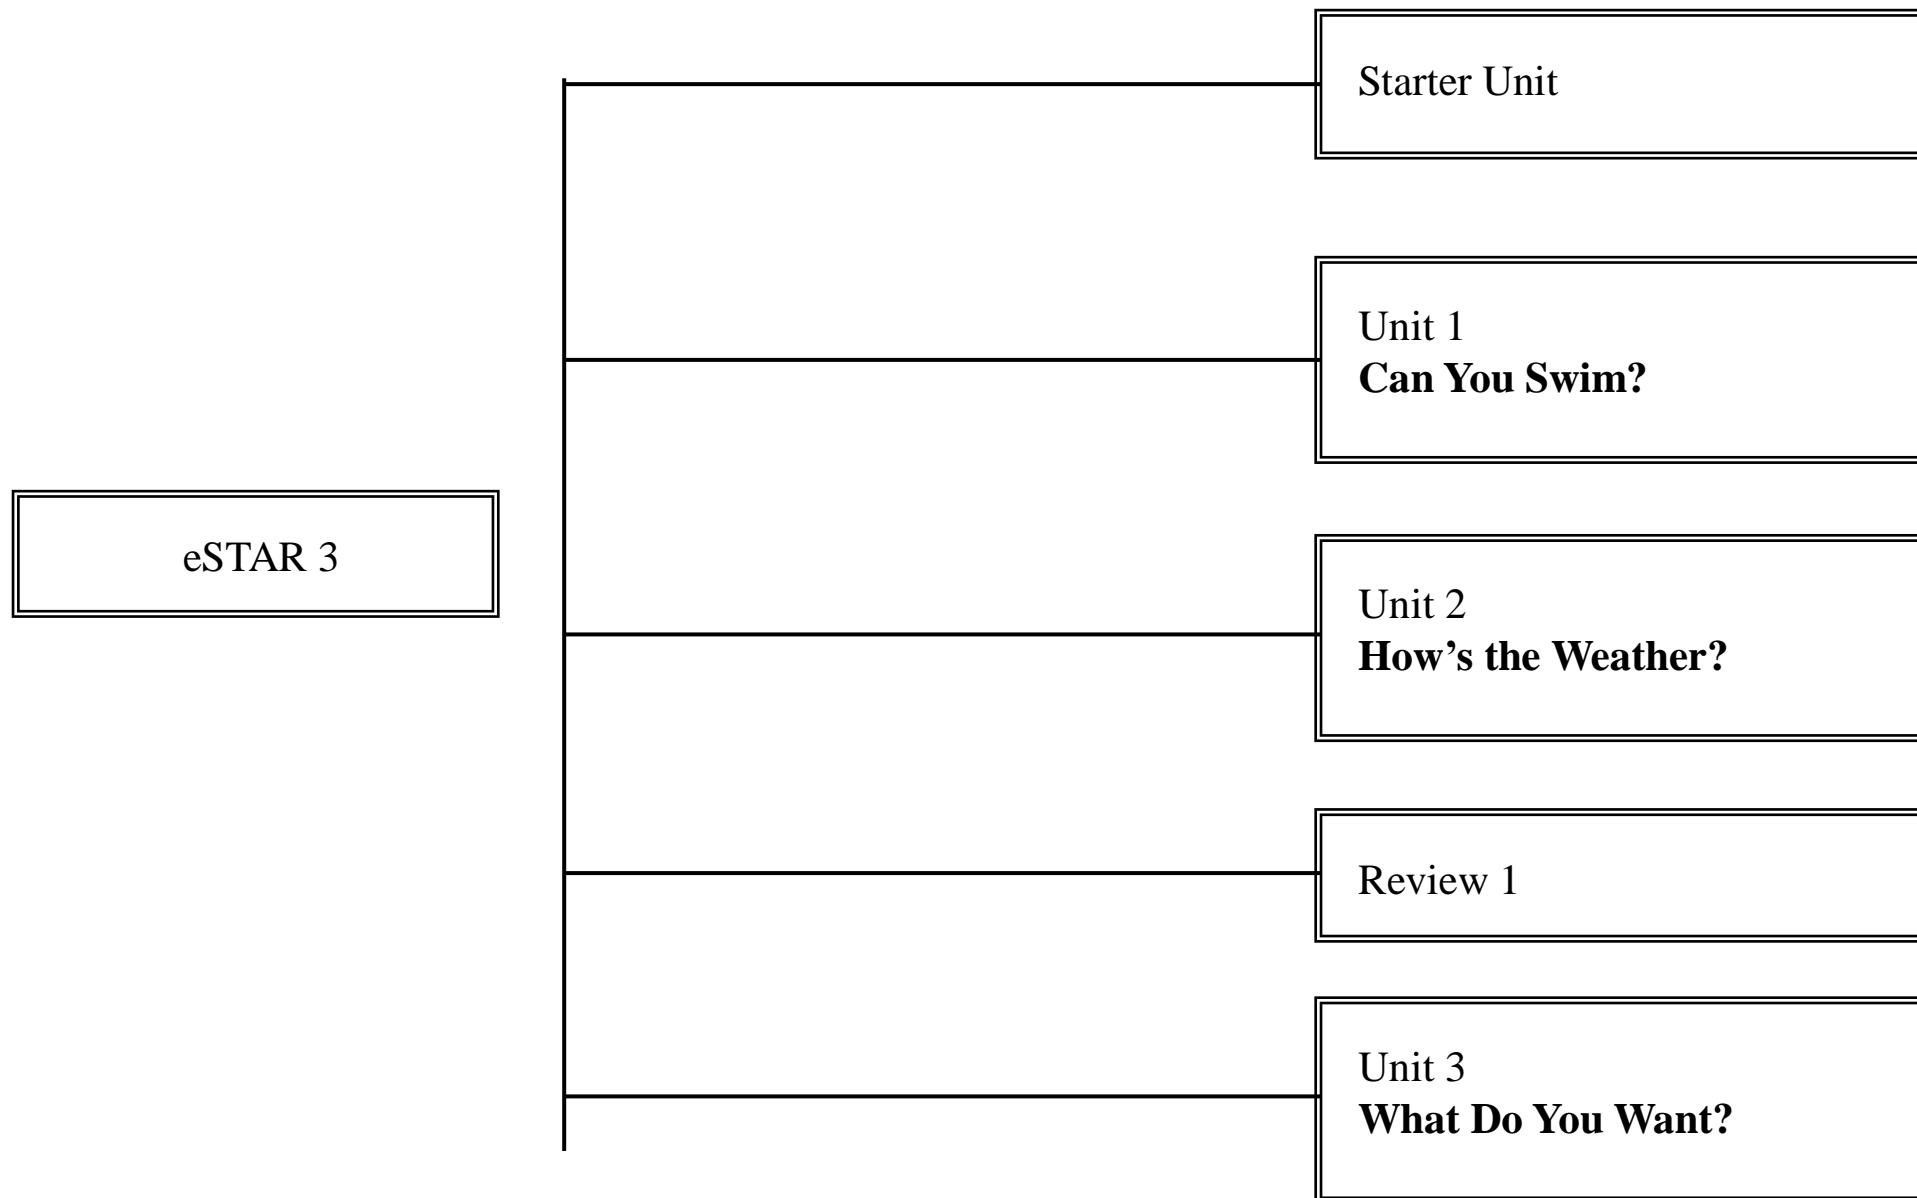 Starter Unit
Unit 1
Can You Swim?
eSTAR 3
Unit 2
How’s the Weather?
Review 1
Unit 3
What Do You Want?